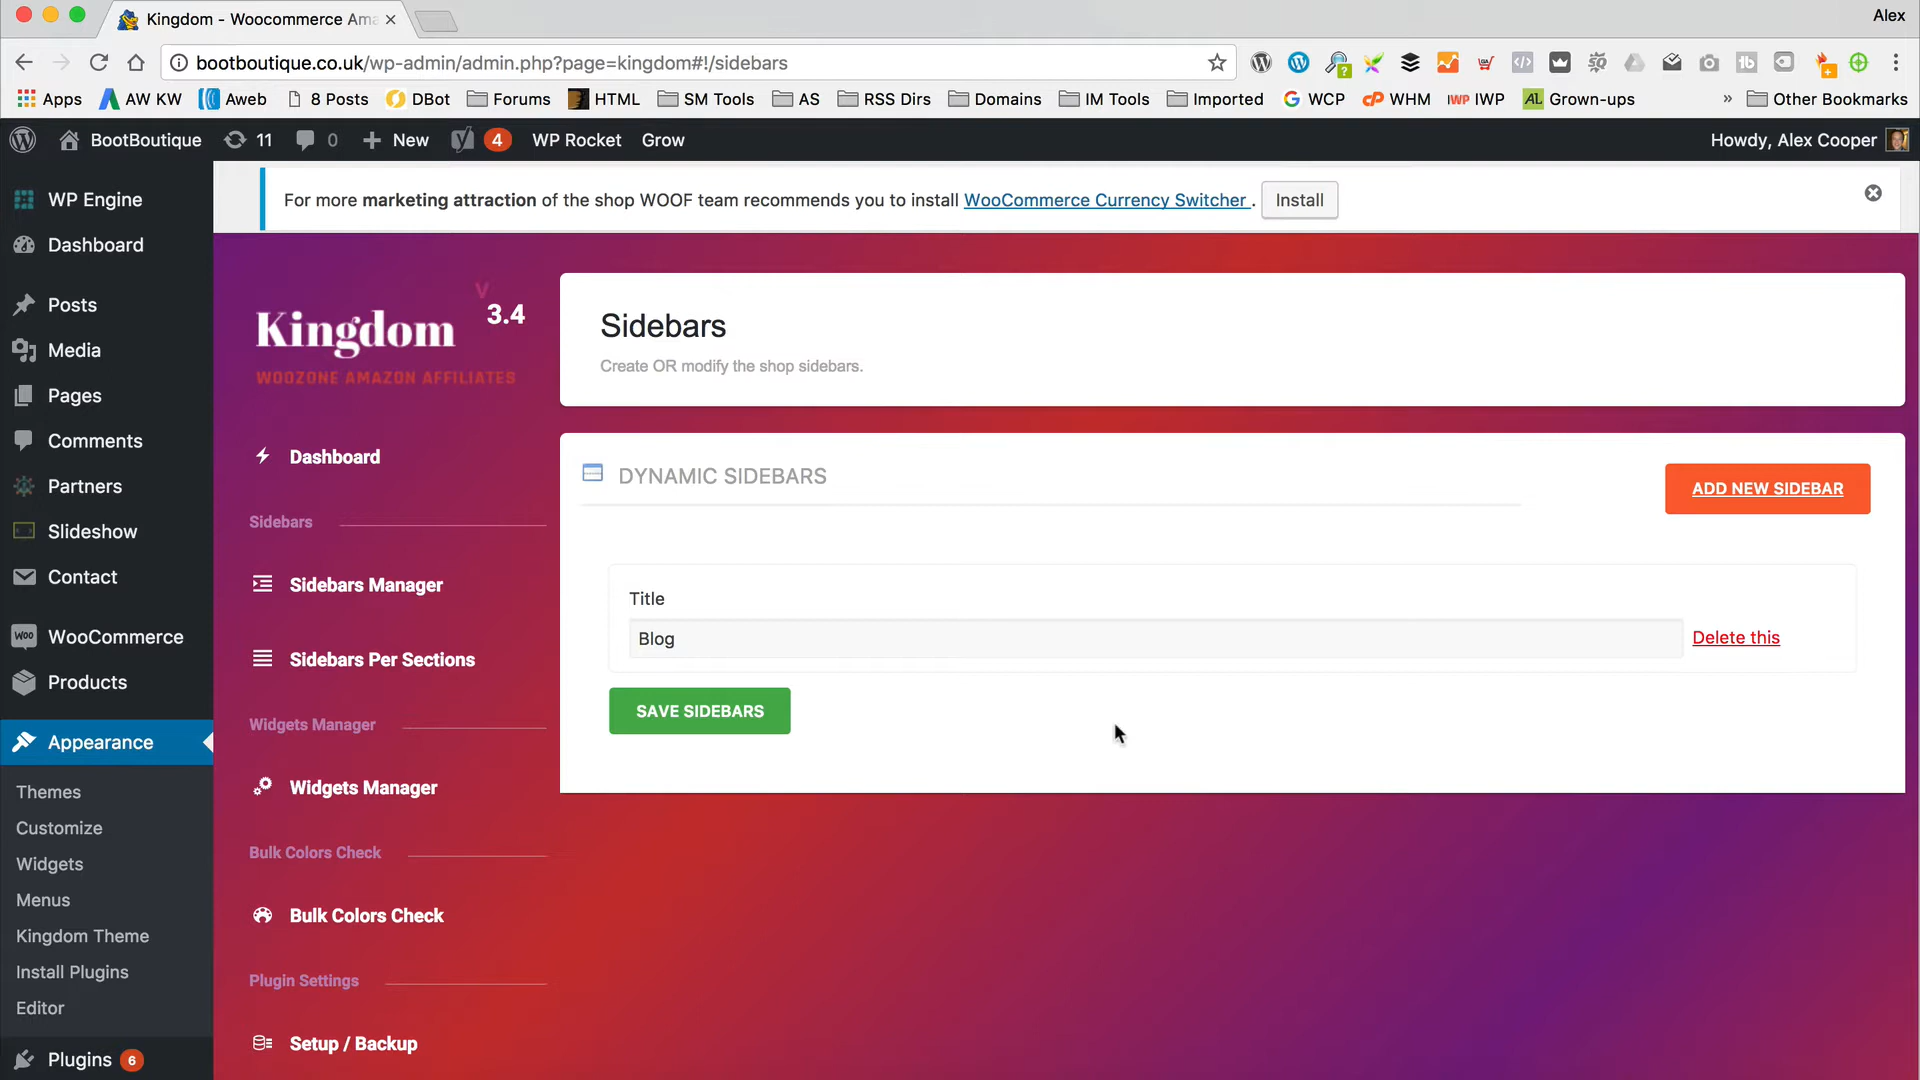 Kingdom - Woocommerce Ama
Alex
bootboutique.co.uk/wp-admin/admin.php?page=kingdom#!/sidebars
Apps
AW KW
Aweb
8 Posts
DBot
Forums
HTML
SM Tools
AS
RSS Dirs
Domains
IM Tools
Imported
WCP
WHM
IWP
Grown-ups
Other Bookmarks
BootBoutique
11
0
New
4
WP Rocket
Grow
Howdy, Alex Cooper
WP Engine
Dashboard
Posts
Media
Pages
Comments
Partners
Slideshow
Contact
WooCommerce
Products
Appearance
Themes
Customize
Widgets
Menus
Kingdom Theme
Install Plugins
Editor
Plugins 6
For more marketing attraction of the shop WOOF team recommends you to install WooCommerce Currency Switcher . Install
Kingdom
V 3.4
WOOZONE AMAZON AFFILIATES
Dashboard
Sidebars
Sidebars Manager
Sidebars Per Sections
Widgets Manager
Widgets Manager
Bulk Colors Check
Bulk Colors Check
Plugin Settings
Setup / Backup
Sidebars
Create OR modify the shop sidebars.
DYNAMIC SIDEBARS
ADD NEW SIDEBAR
Title
Blog
Delete this
SAVE SIDEBARS